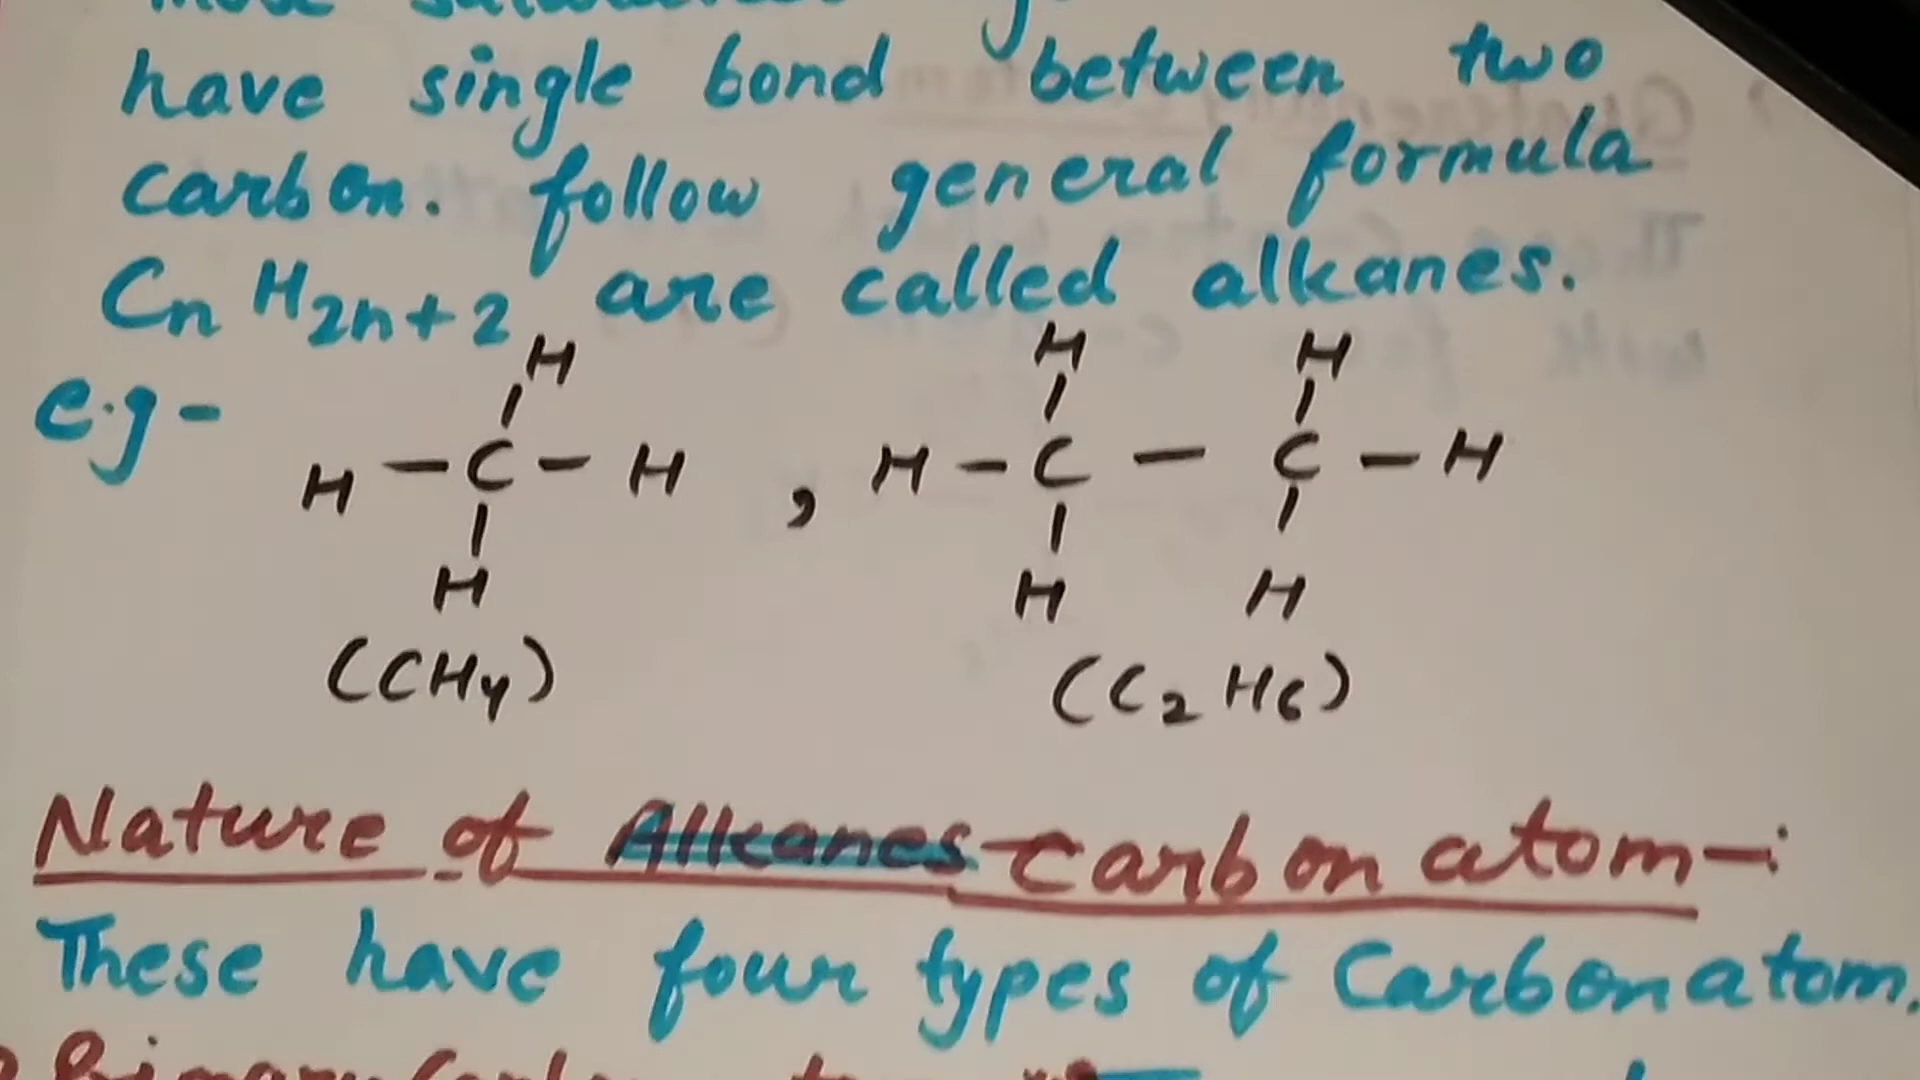 have single bond between two
carbon. follow general formula
CnH2n+2 are called alkanes.
e.g-
H H H
H-C-H , H-C-C-H
H H H
(CH4) (C2H6)
Nature of Alkanes Carbon atom-:
These have four types of Carbon atom.
Primary